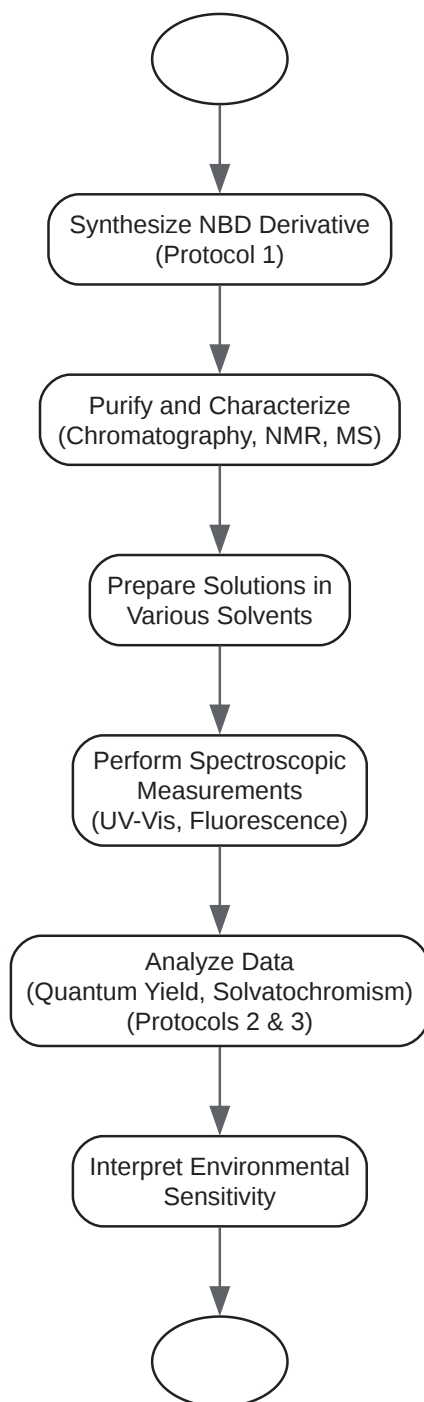 Synthesize NBD Derivative
(Protocol 1)
Purify and Characterize
(Chromatography, NMR, MS)
Prepare Solutions in
Various Solvents
Perform Spectroscopic
Measurements
(UV-Vis, Fluorescence)
Analyze Data
(Quantum Yield, Solvatochromism)
(Protocols 2 & 3)
Interpret Environmental
Sensitivity